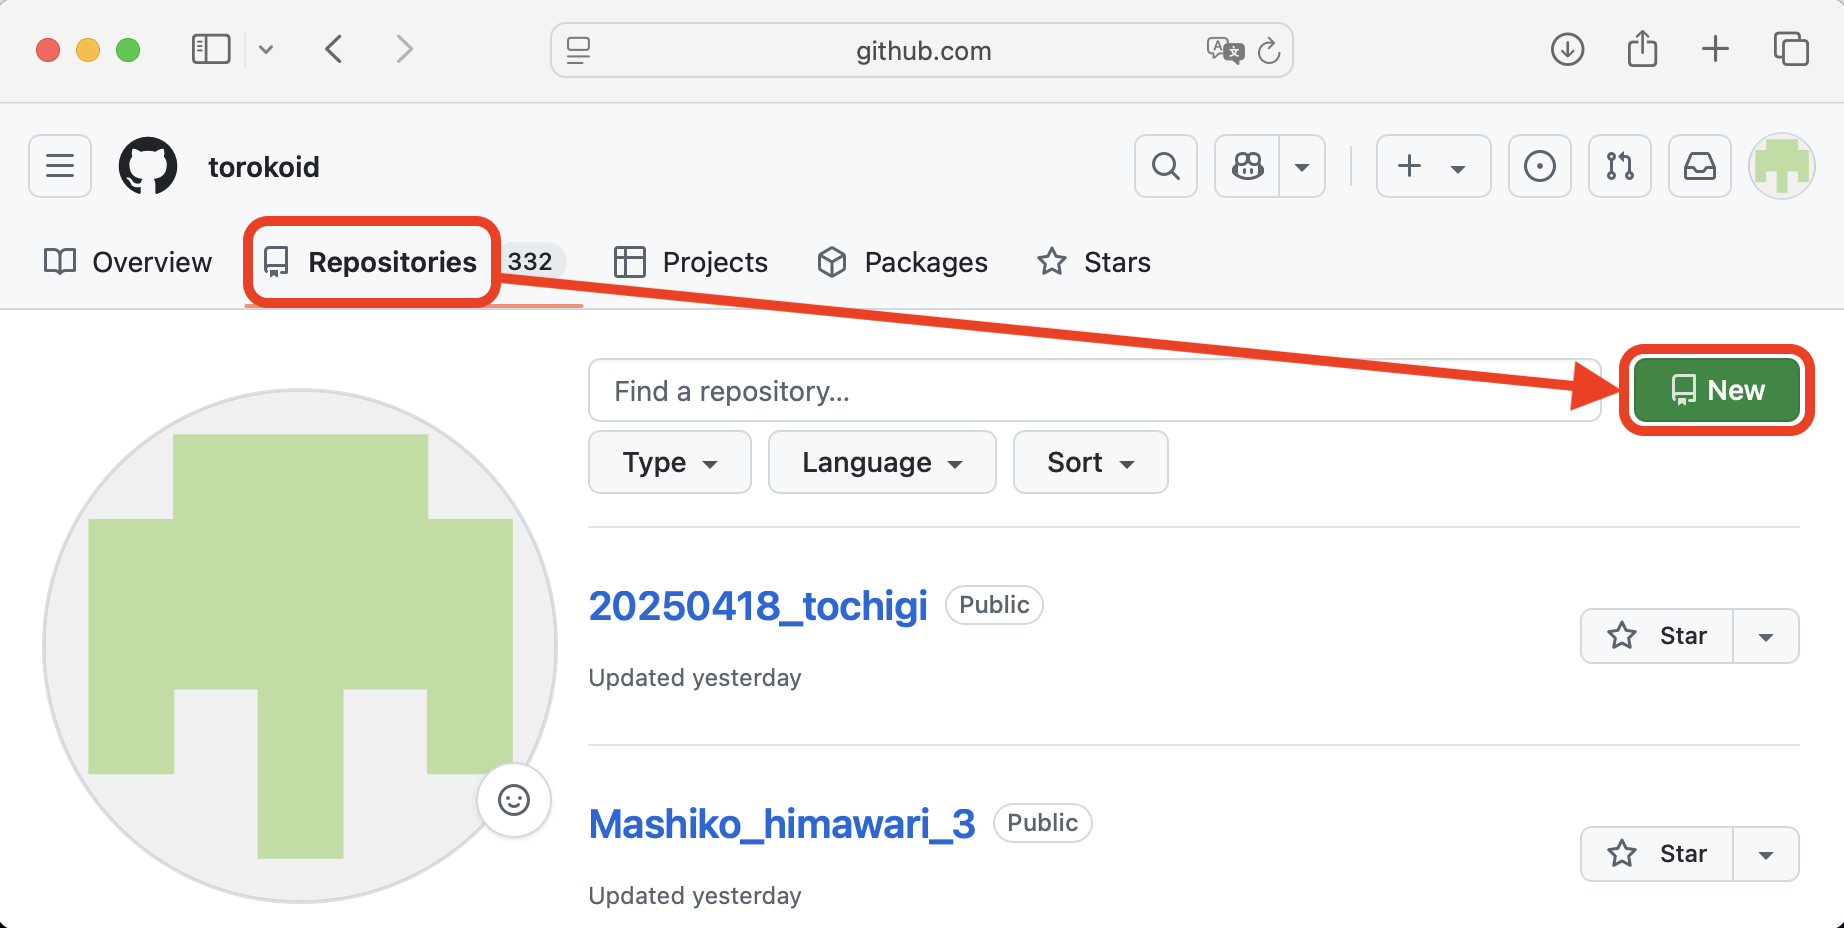 github.com
torokoid
Overview
Repositories 332
Projects
Packages
Stars
Find a repository...
New
Type
Language
Sort
20250418_tochigi Public
Updated yesterday
Star
Mashiko_himawari_3 Public
Updated yesterday
Star